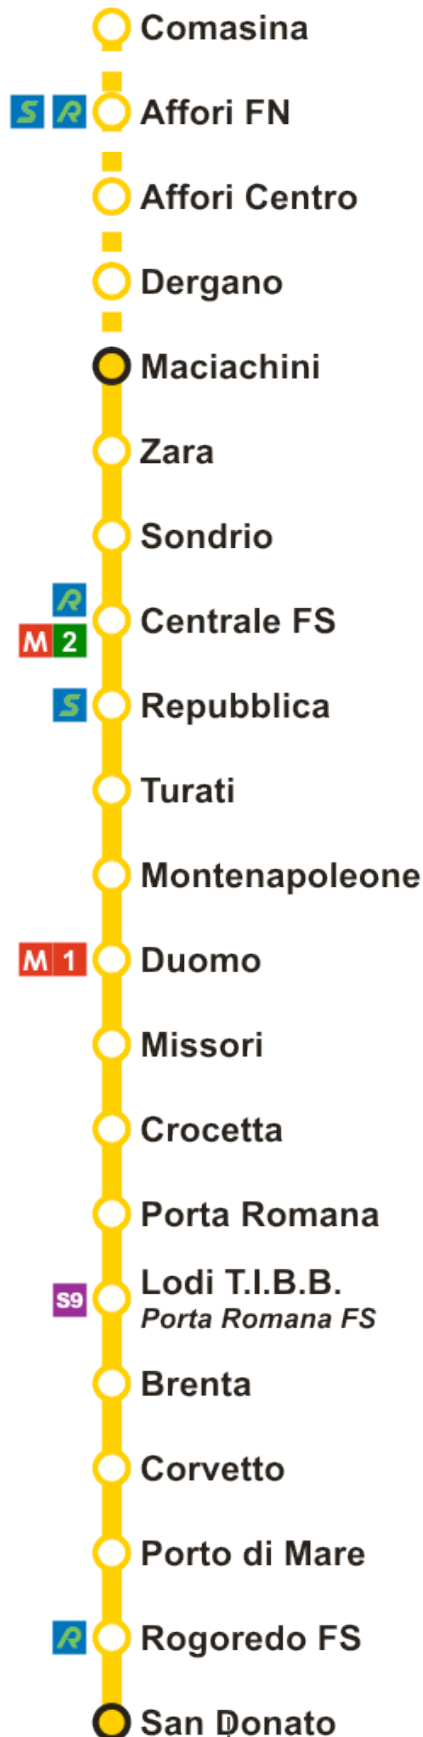 Comasina
S R Affori FN
Affori Centro
Dergano
Maciachini
Zara
Sondrio
R
M 2 Centrale FS
S Repubblica
Turati
Montenapoleone
M 1 Duomo
Missori
Crocetta
Porta Romana
S9 Lodi T.I.B.B.
Porta Romana FS
Brenta
Corvetto
Porto di Mare
R Rogoredo FS
San Donato